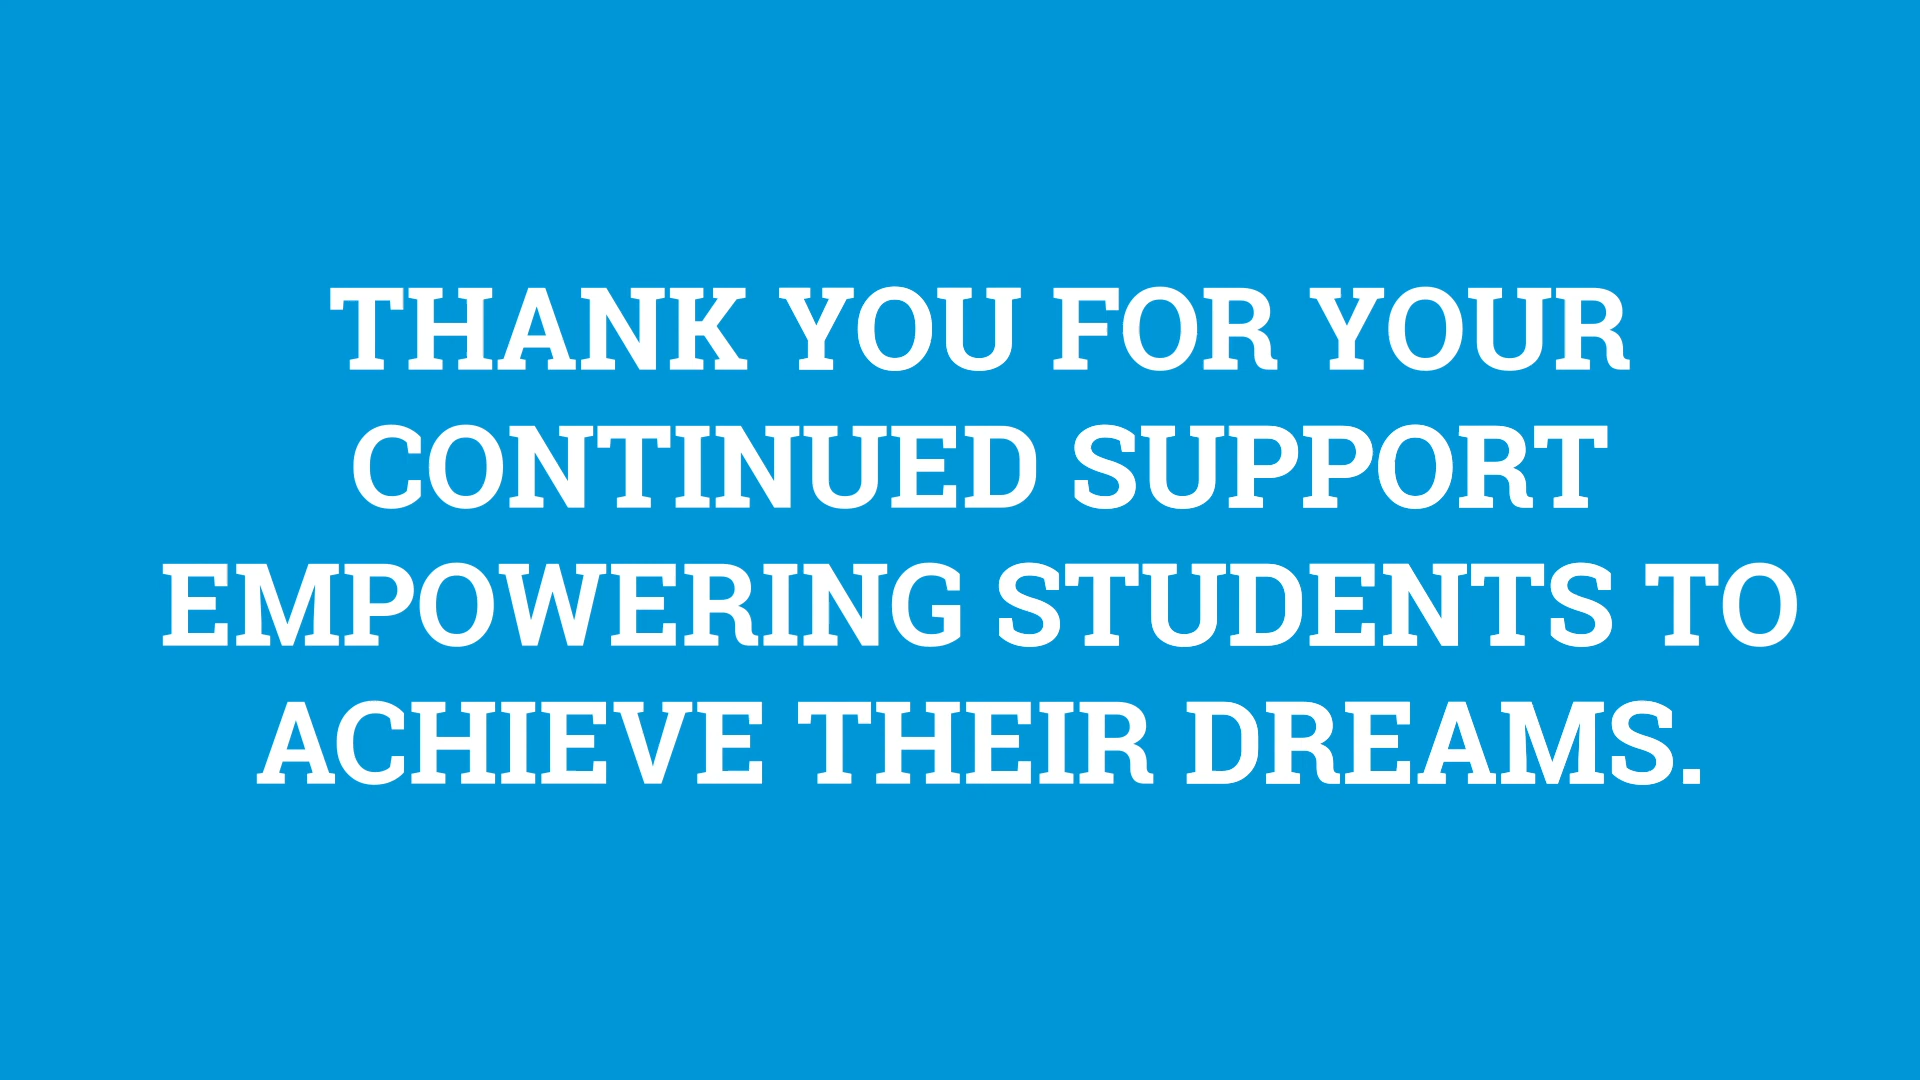 THANK YOU FOR YOUR
CONTINUED SUPPORT
EMPOWERING STUDENTS TO
ACHIEVE THEIR DREAMS.